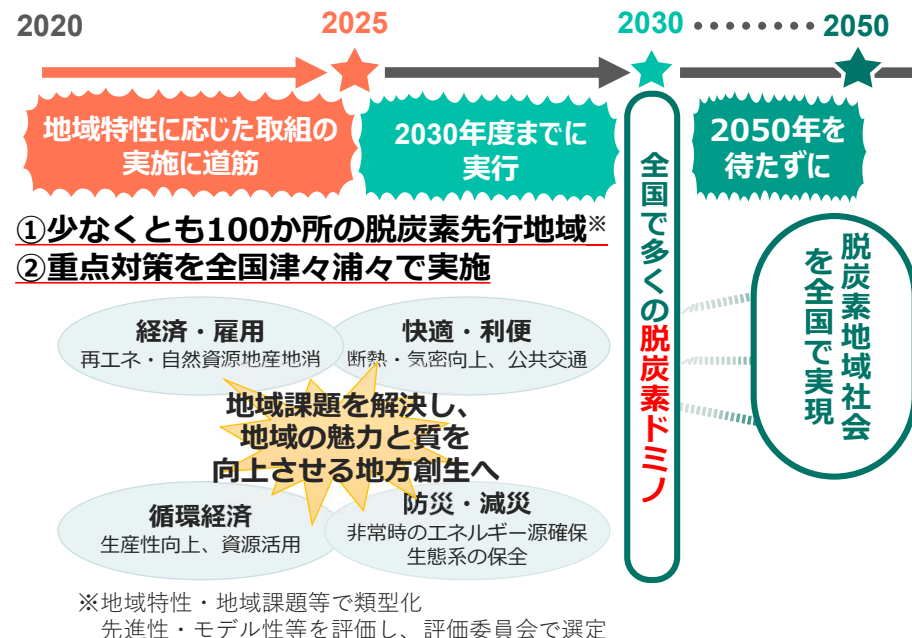 2020
2025
2030 ・・・・・・・・ 2050
地域特性に応じた取組の
実施に道筋
2030年度までに
実行
2050年を
待たずに
①少なくとも100か所の脱炭素先行地域※
②重点対策を全国津々浦々で実施
経済・雇用
再エネ・自然資源地産地消
快適・利便
断熱・気密向上、公共交通
地域課題を解決し、
地域の魅力と質を
向上させる地方創生へ
循環経済
生産性向上、資源活用
防災・減災
非常時のエネルギー源確保
生態系の保全
全国で多くの脱炭素ドミノ
脱炭素地域社会
を全国で実現
※地域特性・地域課題等で類型化
先進性・モデル性等を評価し、評価委員会で選定